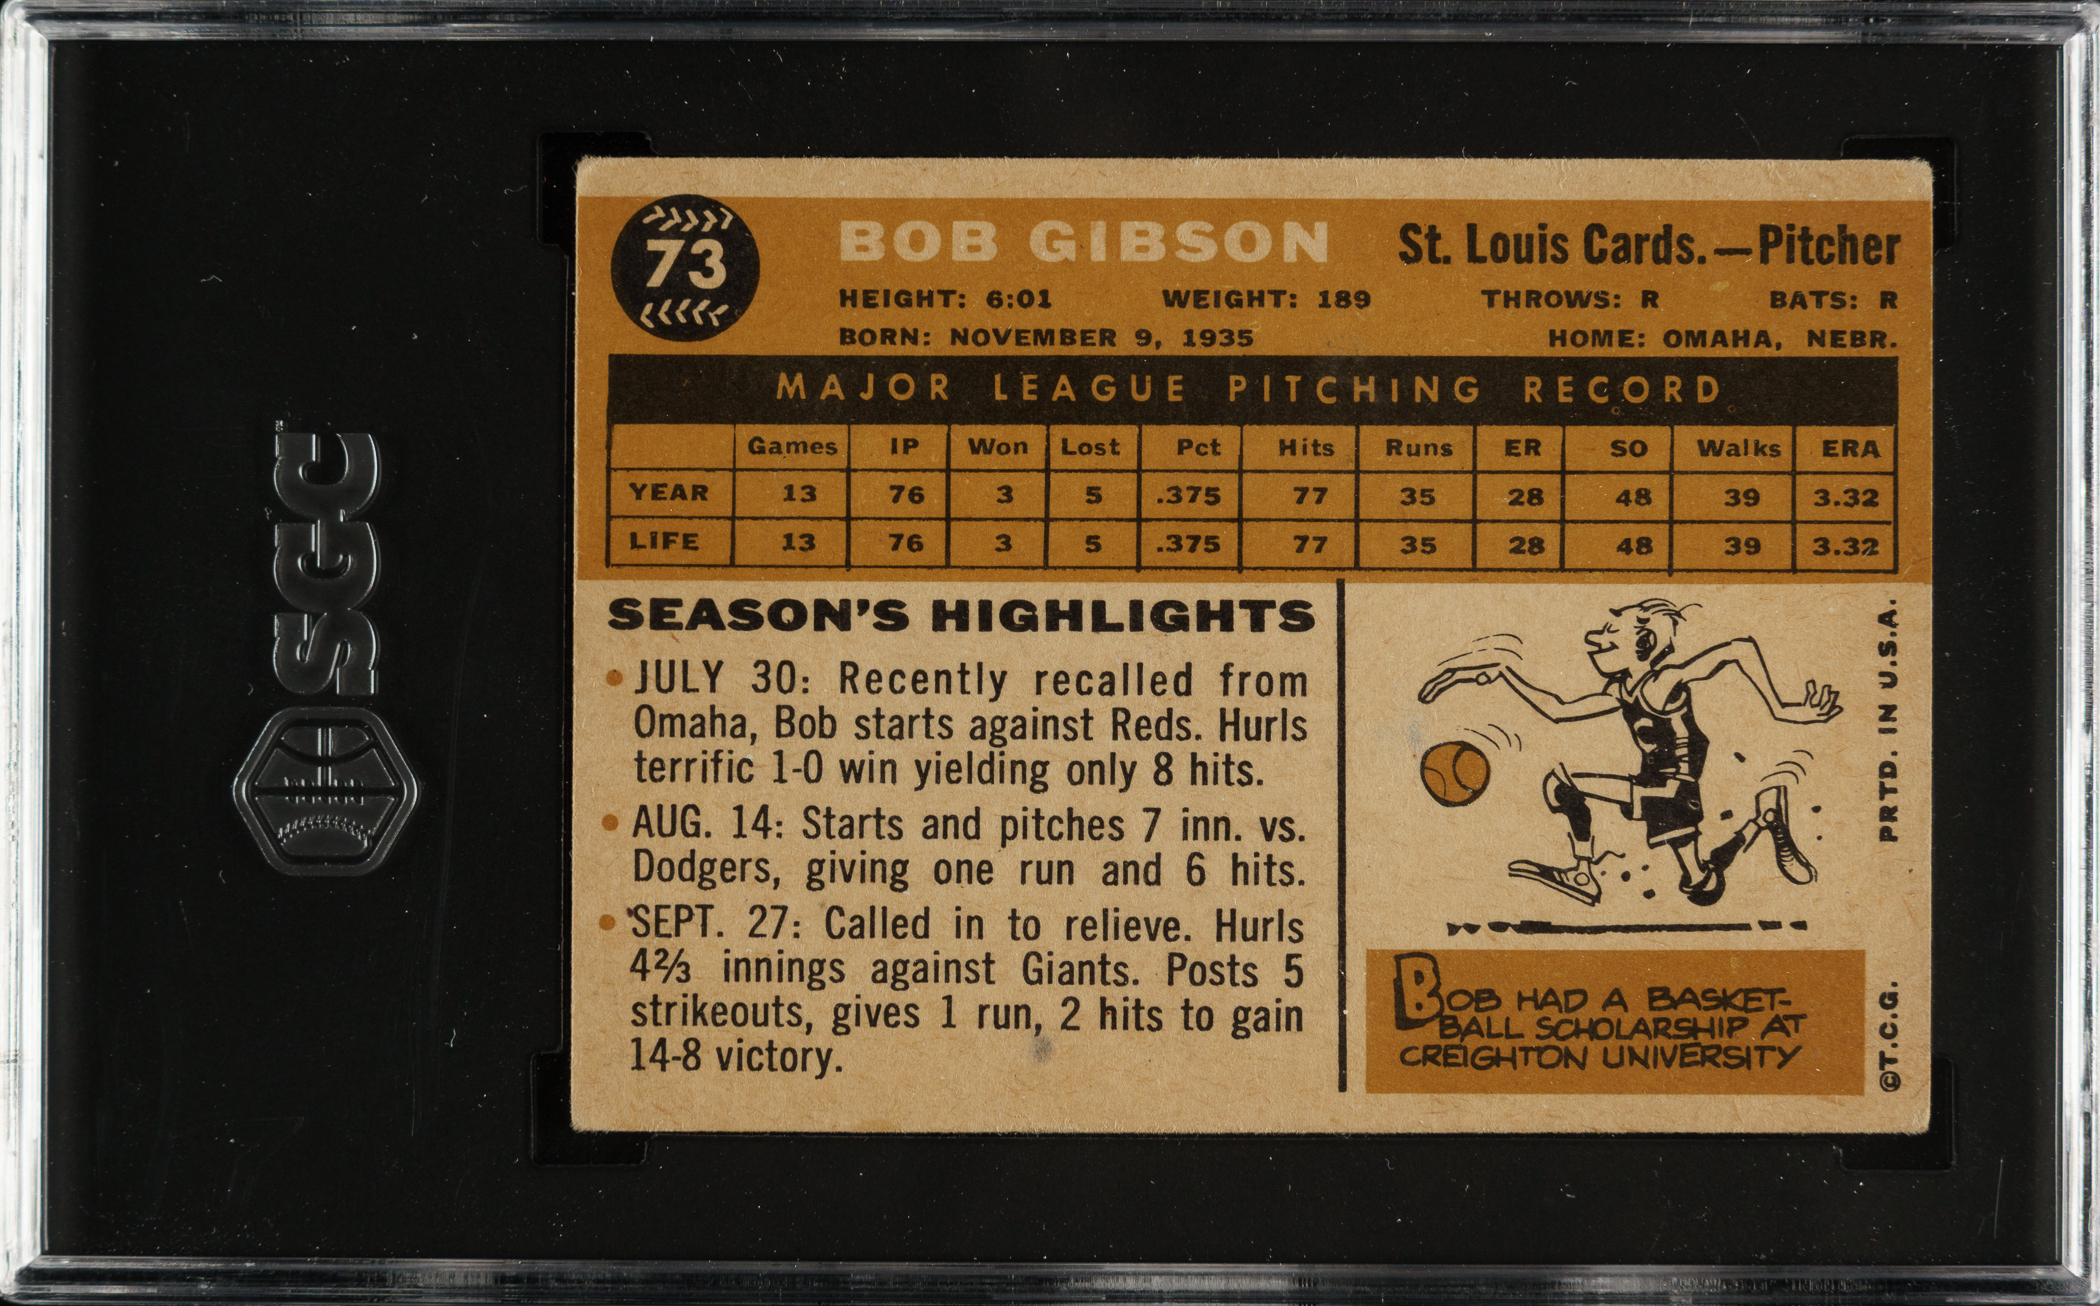 73
BOB GIBSON
St. Louis Cards.—Pitcher
HEIGHT: 6:01 WEIGHT: 189 THROWS: R BATS: R
BORN: NOVEMBER 9, 1935 HOME: OMAHA, NEBR.
MAJOR LEAGUE PITCHING RECORD
Games IP Won Lost Pct Hits Runs ER SO Walks ERA
YEAR 13 76 3 5 .375 77 35 28 48 39 3.32
LIFE 13 76 3 5 .375 77 35 28 48 39 3.32
SEASON'S HIGHLIGHTS
• JULY 30: Recently recalled from
Omaha, Bob starts against Reds. Hurls
terrific 1-0 win yielding only 8 hits.
• AUG. 14: Starts and pitches 7 inn. vs.
Dodgers, giving one run and 6 hits.
• SEPT. 27: Called in to relieve. Hurls
4⅔ innings against Giants. Posts 5
strikeouts, gives 1 run, 2 hits to gain
14-8 victory.
BOB HAD A BASKET-
BALL SCHOLARSHIP AT
CREIGHTON UNIVERSITY
©T.C.G. PRTD. IN U.S.A.
SGC